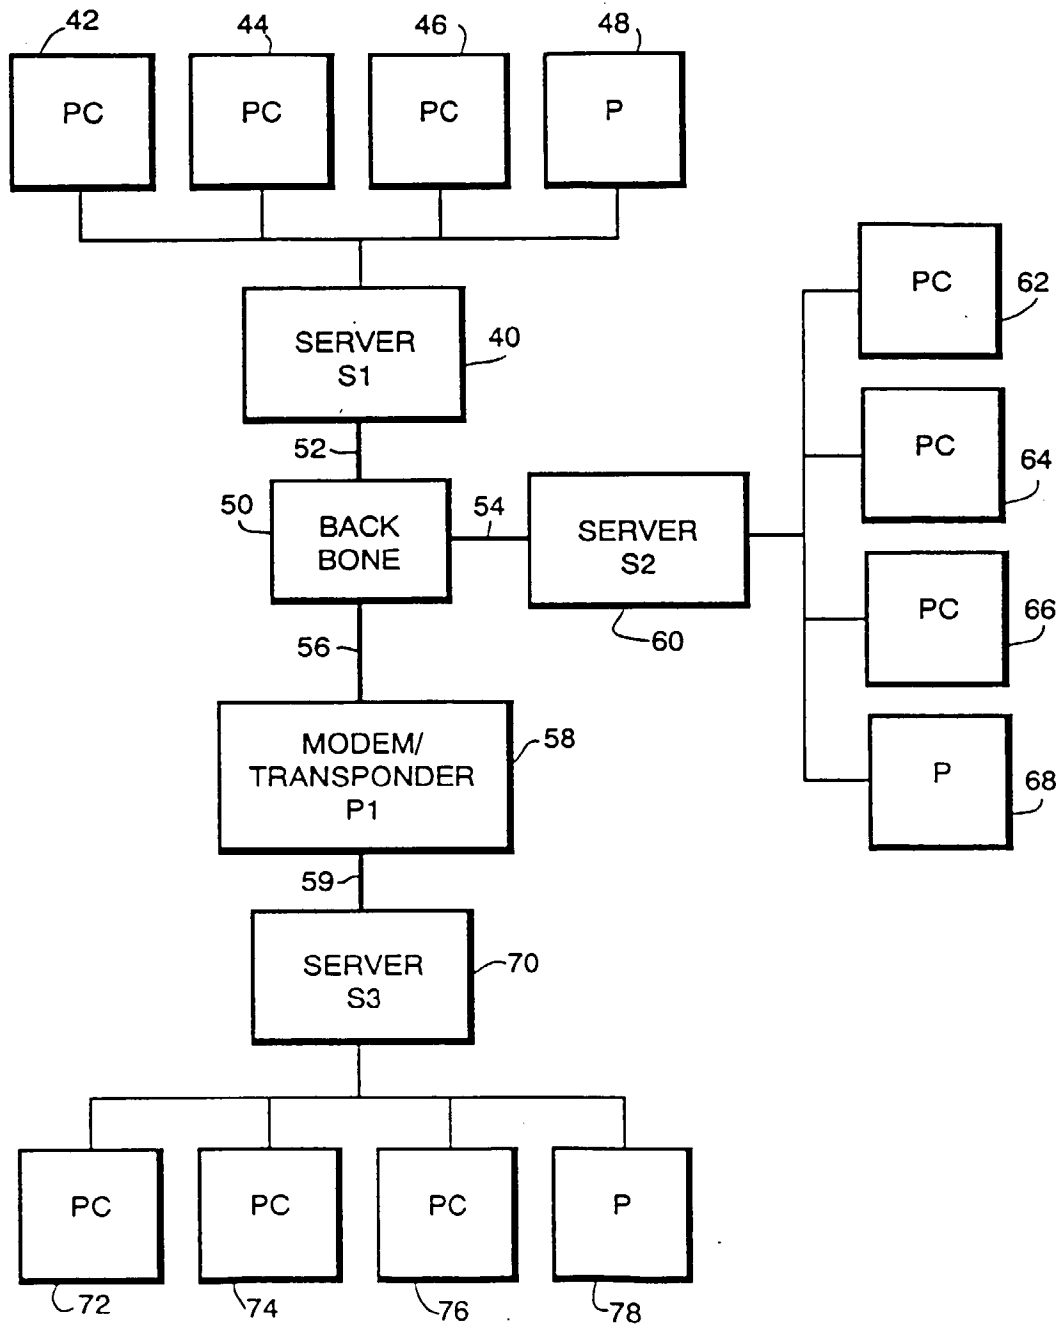 42
44
46
48
PC
PC
PC
P
SERVER
S1
40
52
50
BACK
BONE
54
SERVER
S2
60
PC
62
PC
64
PC
66
P
68
56
MODEM/
TRANSPONDER
P1
58
59
SERVER
S3
70
PC
PC
PC
P
72
74
76
78